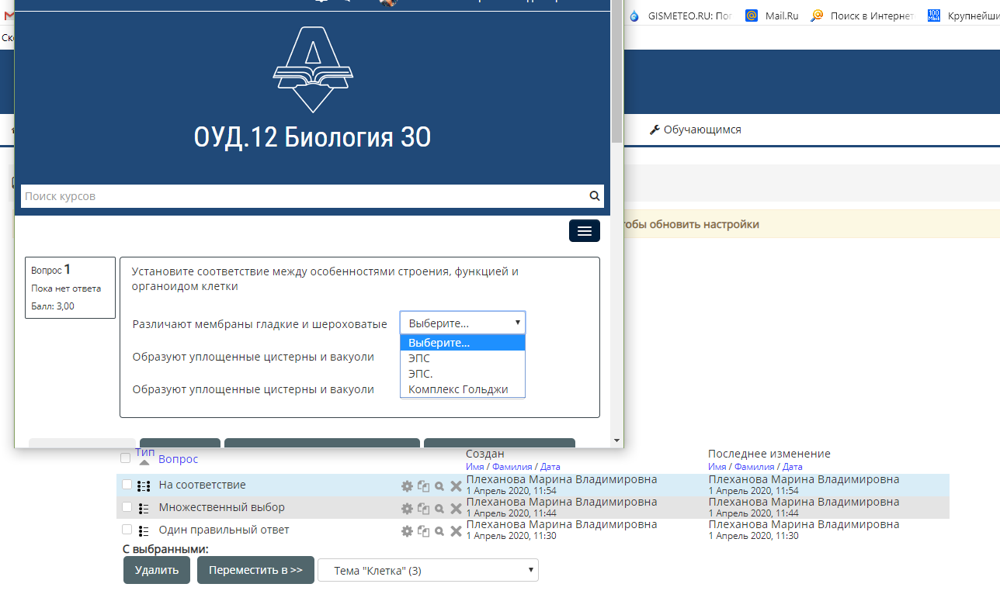 GISMETEO.RU: По
Mail.Ru
Поиск в Интернет
100 Mbit
Крупнейши
Ск
ОУД.12 Биология ЗО
Обучающимся
Поиск курсов
тобы обновить настройки
Вопрос 1
Пока нет ответа
Балл: 3,00
Установите соответствие между особенностями строения, функцией и
органоидом клетки
Различают мембраны гладкие и шероховатые
Выберите...
Выберите...
ЭПС
Образуют уплощенные цистерны и вакуоли
ЭПС.
Образуют уплощенные цистерны и вакуоли
Комплекс Гольджи
Тип
Вопрос
Создан
Имя / Фамилия / Дата
Последнее изменение
Имя / Фамилия / Дата
На соответствие
Плеханова Марина Владимировна
1 Апрель 2020, 11:54
Плеханова Марина Владимировна
1 Апрель 2020, 11:54
Множественный выбор
Плеханова Марина Владимировна
1 Апрель 2020, 11:44
Плеханова Марина Владимировна
1 Апрель 2020, 11:44
Один правильный ответ
Плеханова Марина Владимировна
1 Апрель 2020, 11:30
Плеханова Марина Владимировна
1 Апрель 2020, 11:30
С выбранными:
Удалить
Переместить в >>
Тема "Клетка" (3)